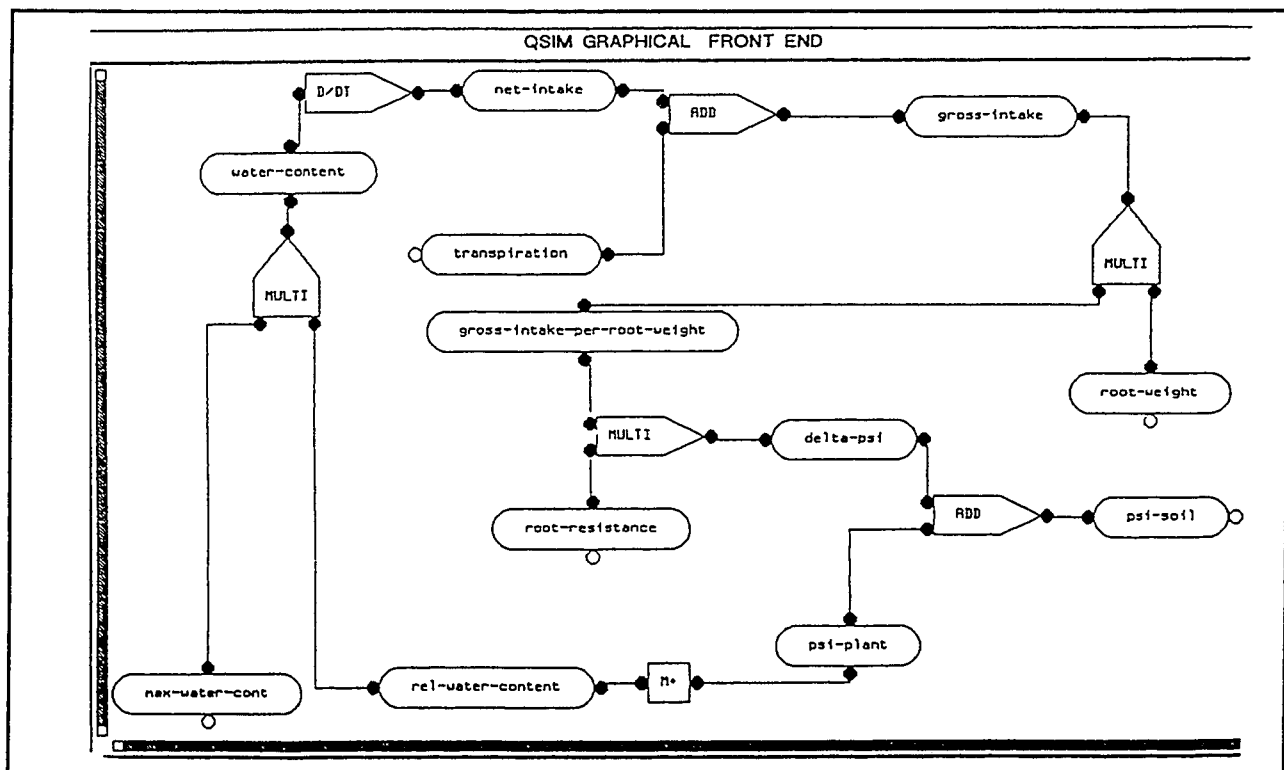 QSIM GRAPHICAL FRONT END
D/DT
net-intake
ADD
gross-intake
water-content
transpiration
MULTI
MULTI
gross-intake-per-root-weight
root-weight
MULTI
delta-psi
ADD
psi-soil
root-resistance
psi-plant
max-water-cont
rel-water-content
M+